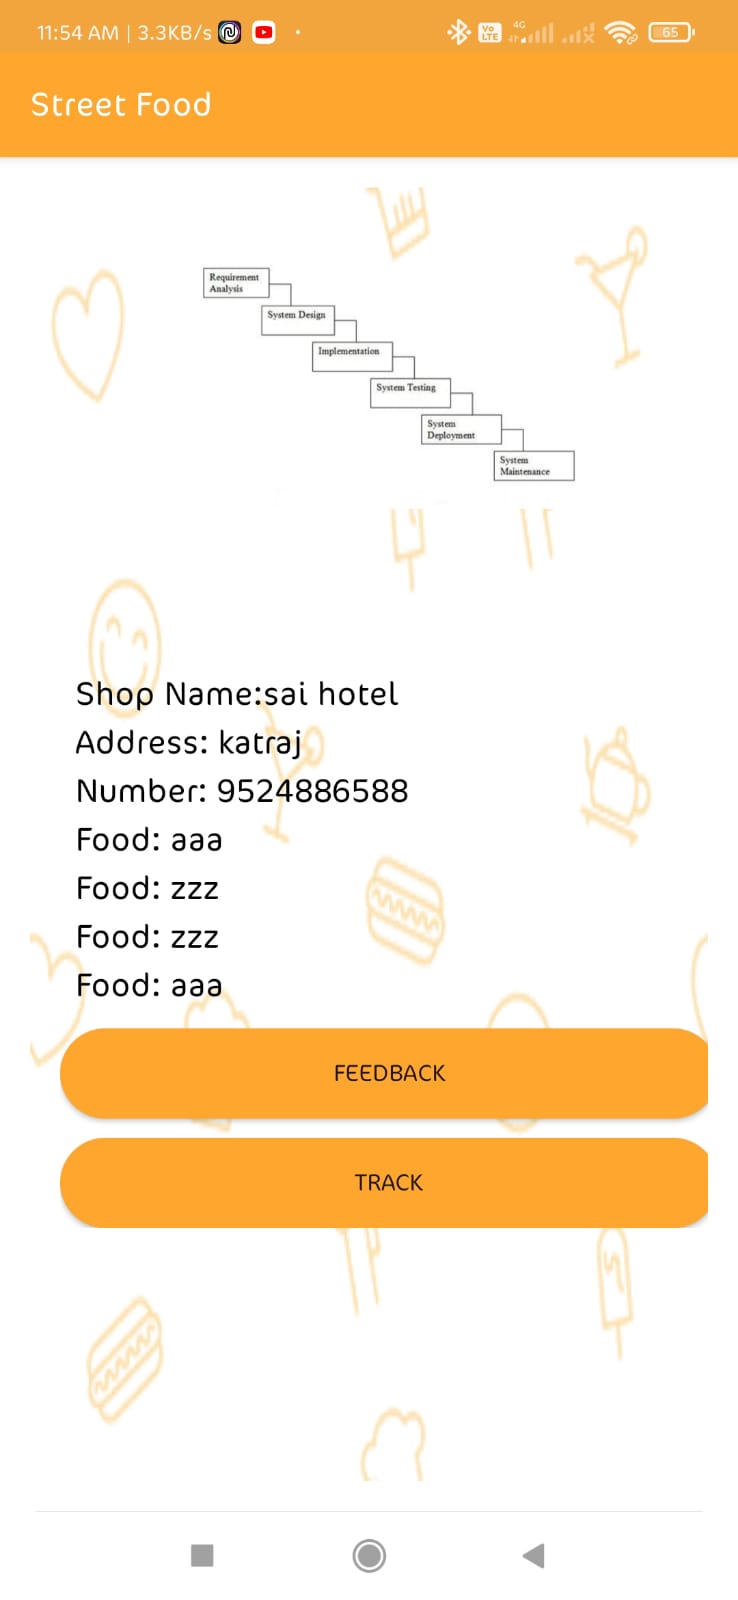 11:54 AM | 3.3KB/s
Vo LTE
4G
65
Street Food
Requirement
Analysis
System Design
Implementation
System Testing
System
Deployment
System
Maintenance
Shop Name:sai hotel
Address: katraj
Number: 9524886588
Food: aaa
Food: zzz
Food: zzz
Food: aaa
FEEDBACK
TRACK